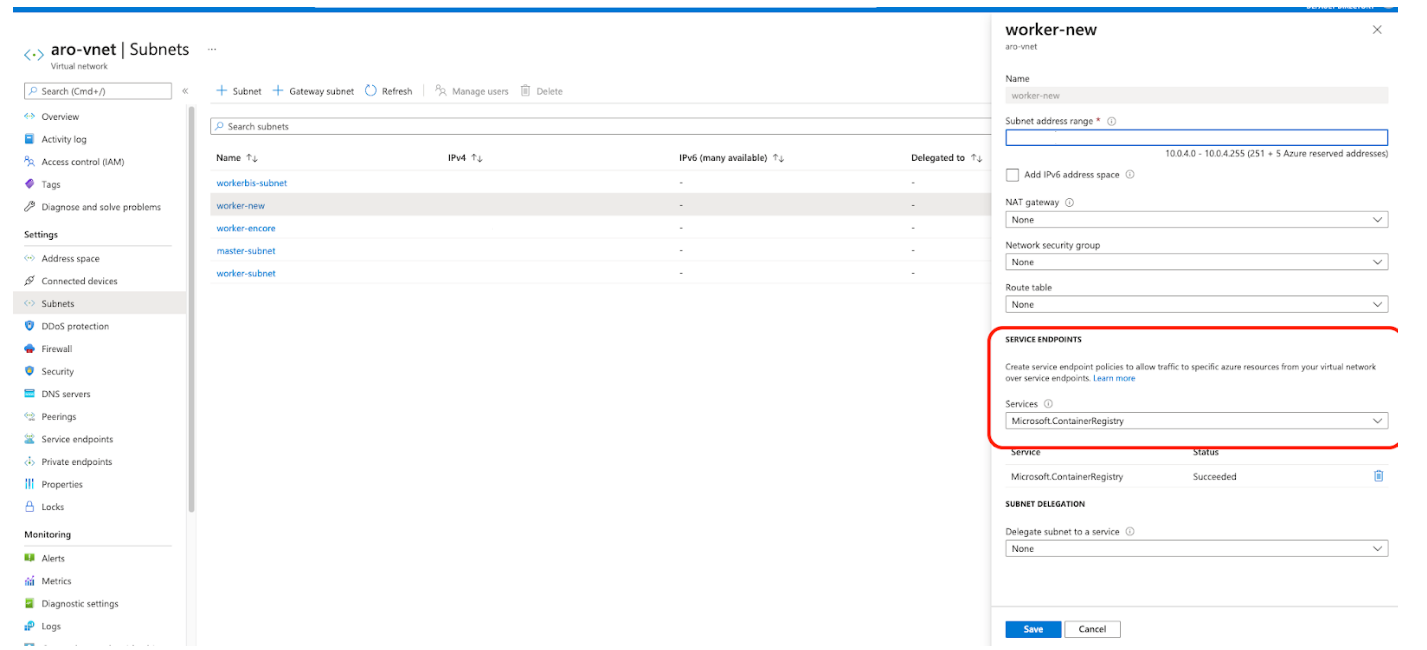 DEFAULT DIRECTORY
aro-vnet | Subnets ...
Virtual network
Search (Cmd+/)
«
Overview
Activity log
Access control (IAM)
Tags
Diagnose and solve problems
Settings
Address space
Connected devices
Subnets
DDoS protection
Firewall
Security
DNS servers
Peerings
Service endpoints
Private endpoints
Properties
Locks
Monitoring
Alerts
Metrics
Diagnostic settings
Logs
+ Subnet + Gateway subnet Refresh Manage users Delete
Search subnets
Name ↑↓ IPv4 ↑↓ IPv6 (many available) ↑↓ Delegated to ↑↓
workerbis-subnet - -
worker-new - -
worker-encore - -
master-subnet - -
worker-subnet - -
worker-new
aro-vnet
Name
worker-new
Subnet address range *
10.0.4.0 - 10.0.4.255 (251 + 5 Azure reserved addresses)
Add IPv6 address space
NAT gateway
None
Network security group
None
Route table
None
SERVICE ENDPOINTS
Create service endpoint policies to allow traffic to specific azure resources from your virtual network
over service endpoints. Learn more
Services
Microsoft.ContainerRegistry
Service Status
Microsoft.ContainerRegistry Succeeded
SUBNET DELEGATION
Delegate subnet to a service
None
Save Cancel